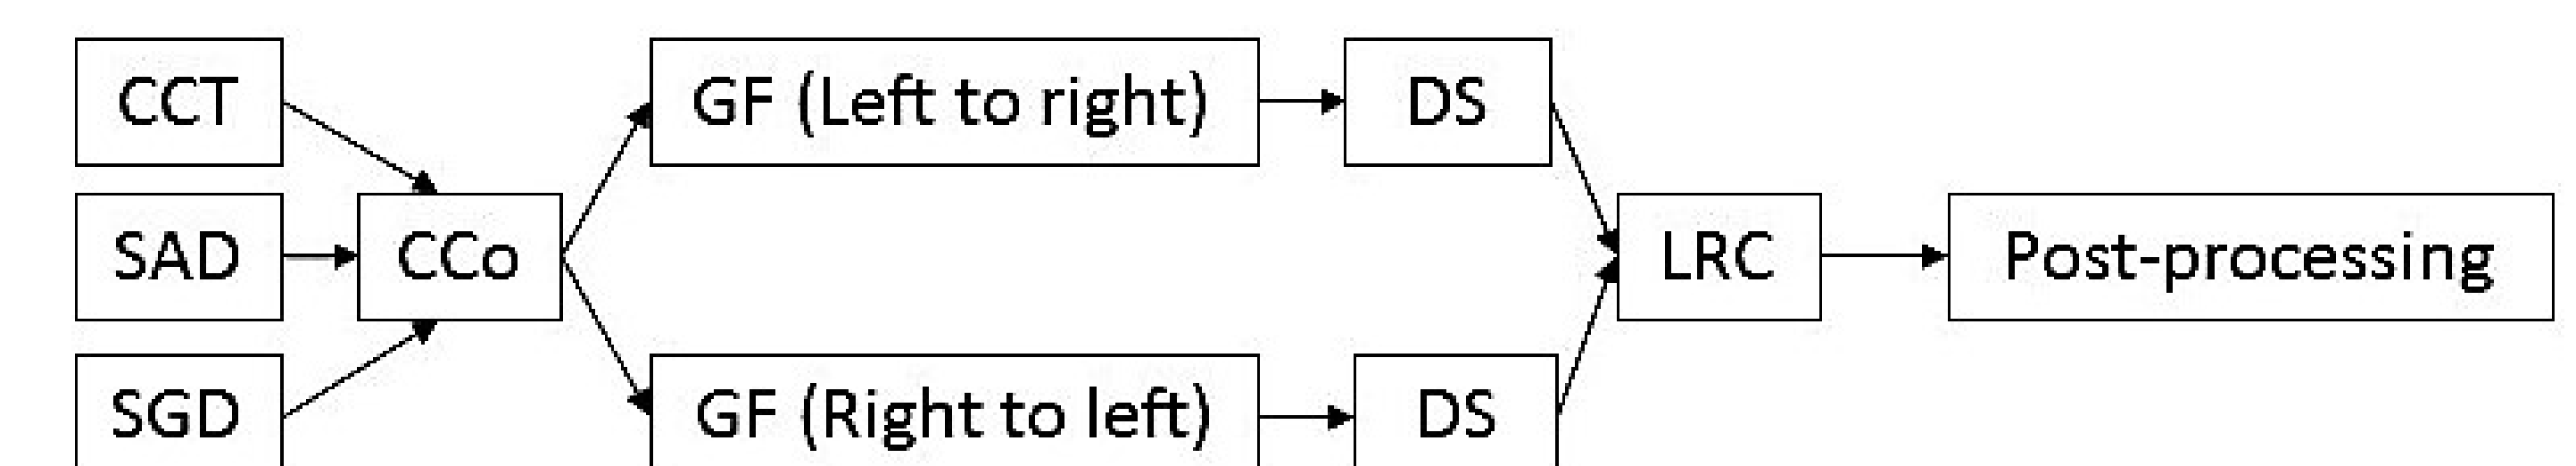 CCT
SAD
SGD
CCo
GF (Left to right)
DS
GF (Right to left)
DS
LRC
Post-processing